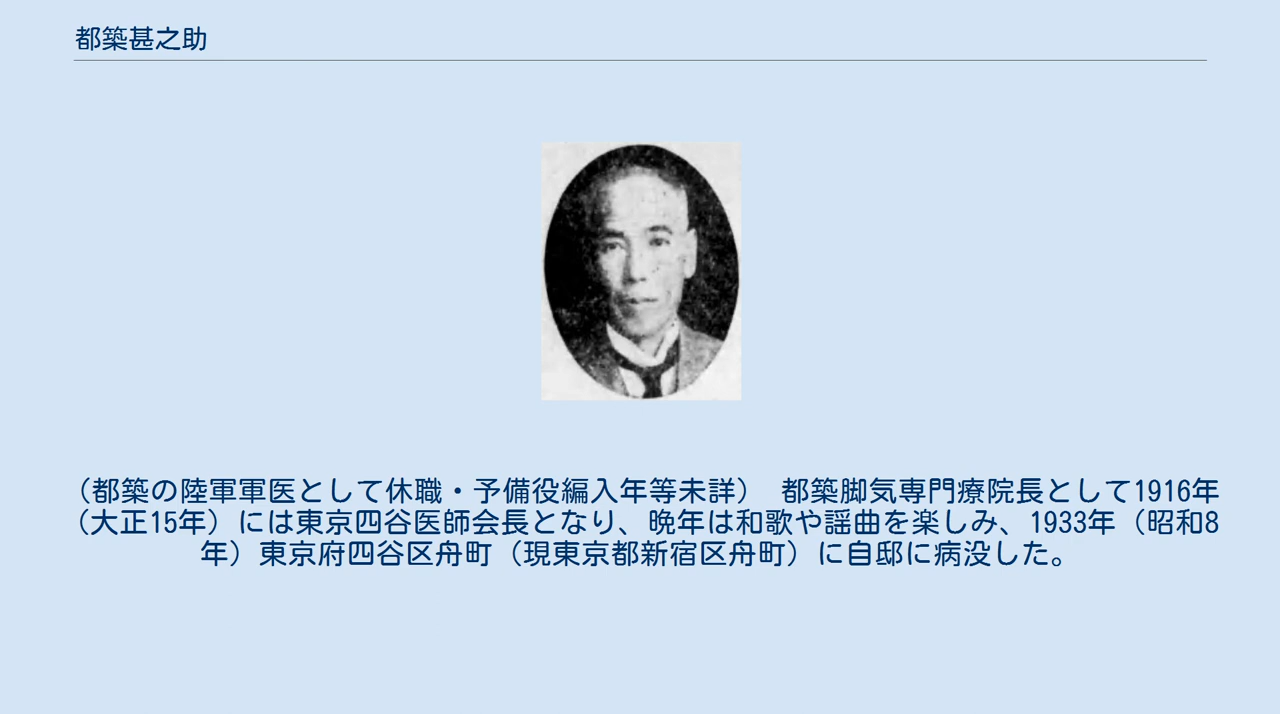 都築甚之助
（都築の陸軍軍医として休職・予備役編入年等未詳）　都築脚気専門療院長として1916年
（大正15年）には東京四谷医師会長となり、晩年は和歌や謡曲を楽しみ、1933年（昭和8
年）東京府四谷区舟町（現東京都新宿区舟町）に自邸に病没した。